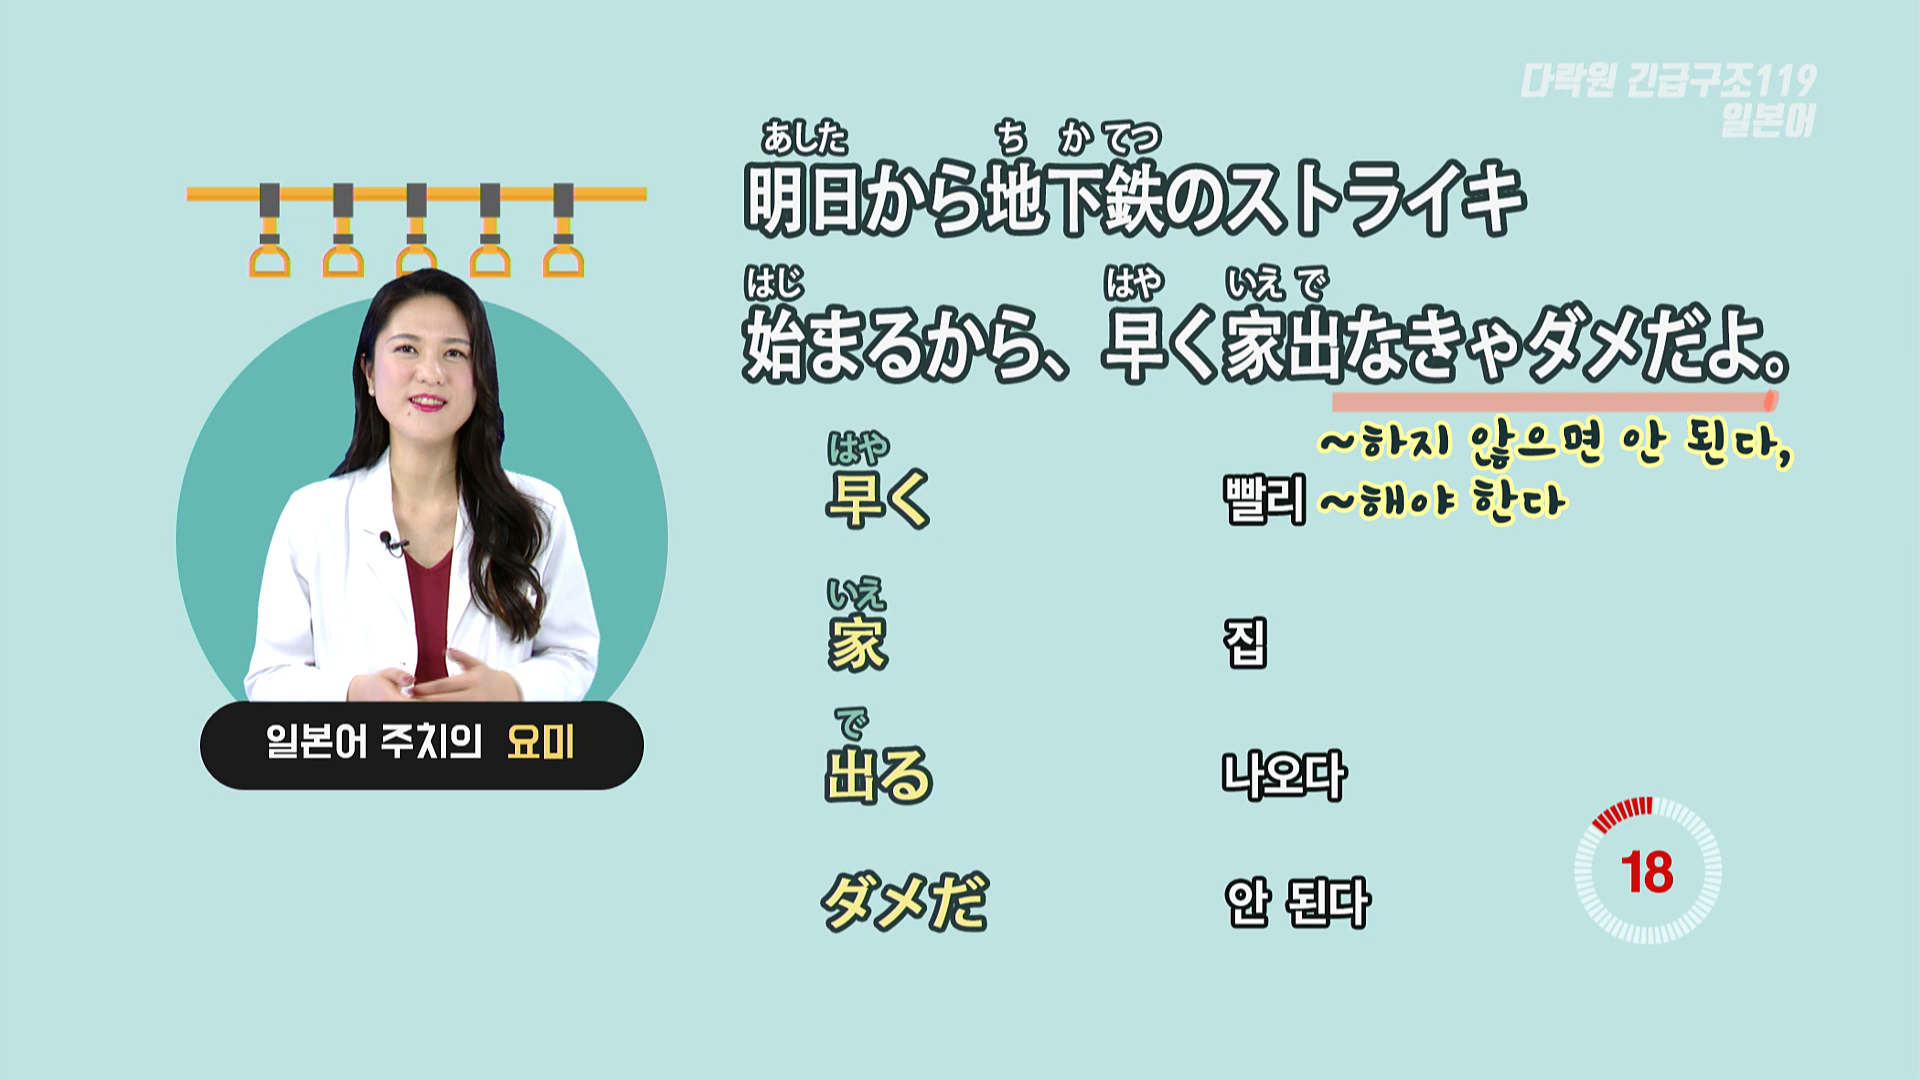 다락원 긴급구조119
일본어
あした ち か てつ
明日から地下鉄のストライキ
はじ はや いえ で
始まるから、早く家出なきゃダメだよ。
~하지 않으면 안 된다,
~해야 한다
はや
早く 빨리
いえ
家 집
で
出る 나오다
ダメだ 안 된다
일본어 주치의 요미
18